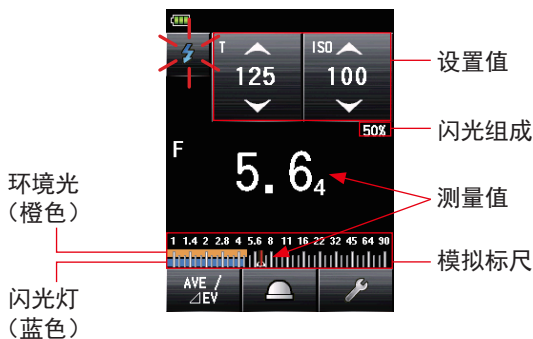 T
ISO
125
100
设置值
50%
闪光组成
F
5.6₄
测量值
环境光
（橙色）
1 1.4 2 2.8 4 5.6 8 11 16 22 32 45 64 90
模拟标尺
闪光灯
（蓝色）
AVE /
⊿EV